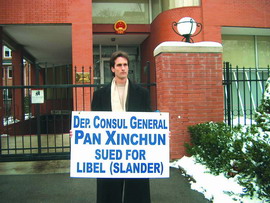 DEP. CONSUL GENERAL
PAN XINCHUN
SUED FOR
LIBEL (SLANDER)